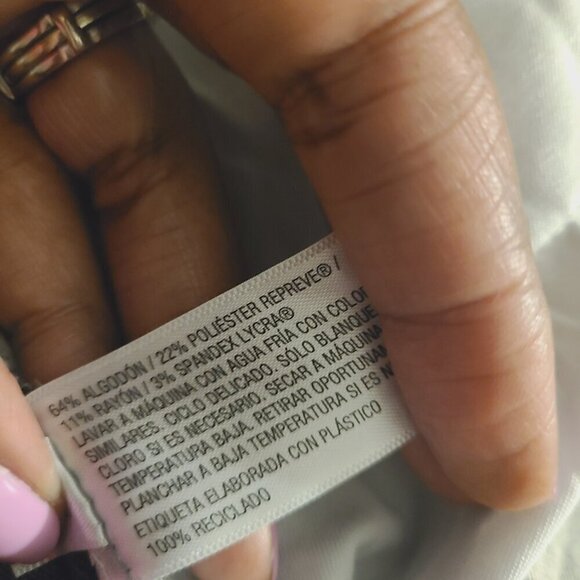 64% ALGODÓN / 22% POLIÉSTER REPREVE® /
11% RAYÓN / 3% SPANDEX LYCRA®
LAVAR A MÁQUINA CON AGUA FRÍA CON COLOR
SIMILARES. CICLO DELICADO. SÓLO BLANQUE
CLORO SI ES NECESARIO. SECAR A MÁQUINA
TEMPERATURA BAJA. RETIRAR OPORTUNAM
PLANCHAR A BAJA TEMPERATURA SI ES N
ETIQUETA ELABORADA CON PLÁSTICO
100% RECICLADO